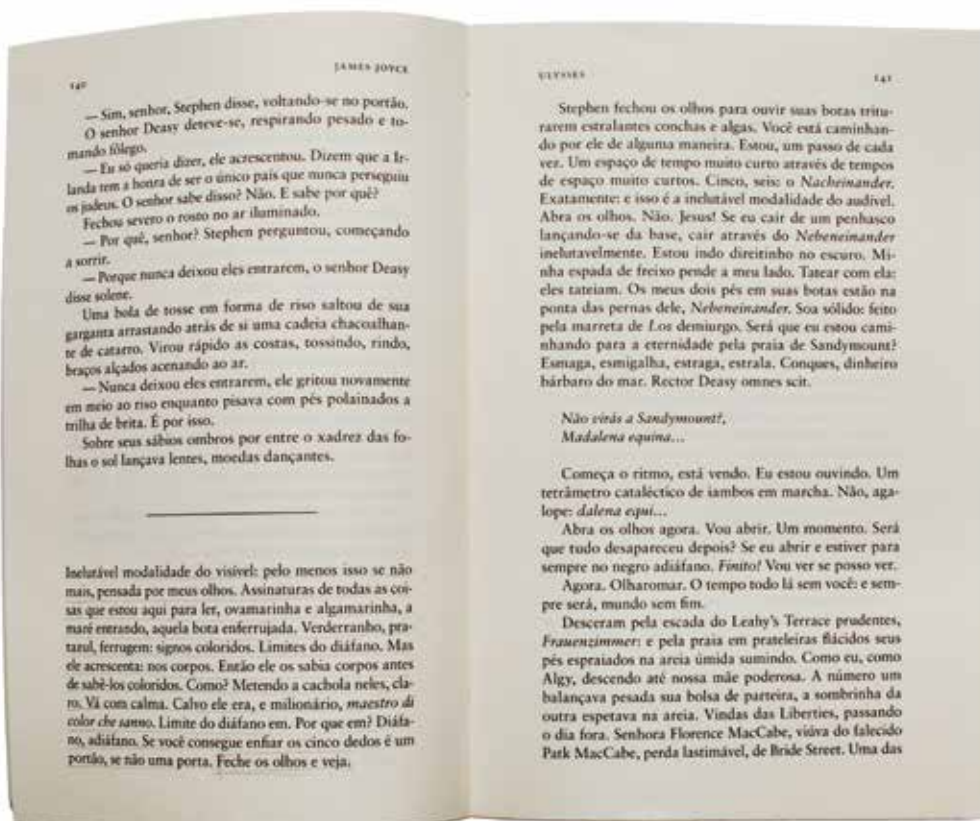 140
JAMES JOYCE
— Sim, senhor, Stephen disse, voltando-se no portão.
O senhor Deasy deteve-se, respirando pesado e to-
mando fôlego.
— Eu só queria dizer, ele acrescentou. Dizem que a Ir-
landa tem a honra de ser o único país que nunca perseguiu
os judeus. O senhor sabe disso? Não. E sabe por quê?
Fechou severo o rosto no ar iluminado.
— Por quê, senhor? Stephen perguntou, começando
a sorrir.
— Porque nunca deixou eles entrarem, o senhor Deasy
disse solene.
Uma bola de tosse em forma de riso saltou de sua
garganta arrastando atrás de si uma cadeia chacoalhan-
te de catarro. Virou rápido as costas, tossindo, rindo,
braços alçados acenando ao ar.
— Nunca deixou eles entrarem, ele gritou novamente
em meio ao riso enquanto pisava com pés polainados a
trilha de brita. É por isso.
Sobre seus sábios ombros por entre o xadrez das fo-
lhas o sol lançava lentes, moedas dançantes.
Inelutável modalidade do visível: pelo menos isso se não
mais, pensada por meus olhos. Assinaturas de todas as coi-
sas que estou aqui para ler, ovamarinha e algamarinha, a
maré entrando, aquela bota enferrujada. Verderranho, pra-
tazul, ferrugem: signos coloridos. Limites do diáfano. Mas
ele acrescenta: nos corpos. Então ele os sabia corpos antes
de sabê-los coloridos. Como? Metendo a cachola neles, cla-
ro. Vá com calma. Calvo ele era, e milionário, maestro di
color che sanno. Limite do diáfano em. Por que em? Diáfa-
no, adiáfano. Se você consegue enfiar os cinco dedos é um
portão, se não uma porta. Feche os olhos e veja.
ULYSSES
141
Stephen fechou os olhos para ouvir suas botas tritu-
rarem estralantes conchas e algas. Você está caminhan-
do por ele de alguma maneira. Estou, um passo de cada
vez. Um espaço de tempo muito curto através de tempos
de espaço muito curtos. Cinco, seis: o Nacheinander.
Exatamente: e isso é a inelutável modalidade do audível.
Abra os olhos. Não. Jesus! Se eu cair de um penhasco
lançando-se da base, cair através do Nebeneinander
inelutavelmente. Estou indo direitinho no escuro. Mi-
nha espada de freixo pende a meu lado. Tatear com ela:
eles tateiam. Os meus dois pés em suas botas estão na
ponta das pernas dele, Nebeneinander. Soa sólido: feito
pela marreta de Los demiurgo. Será que eu estou cami-
nhando para a eternidade pela praia de Sandymount?
Esmaga, esmigalha, estraga, estrala. Conques, dinheiro
bárbaro do mar. Rector Deasy omnes scit.
Não virás a Sandymount?,
Madalena equina...
Começa o ritmo, está vendo. Eu estou ouvindo. Um
tetrâmetro cataléctico de iambos em marcha. Não, aga-
lope: dalena equi...
Abra os olhos agora. Vou abrir. Um momento. Será
que tudo desapareceu depois? Se eu abrir e estiver para
sempre no negro adiáfano. Finito! Vou ver se posso ver.
Agora. Olharomar. O tempo todo lá sem você: e sem-
pre será, mundo sem fim.
Desceram pela escada do Leahy's Terrace prudentes,
Frauenzimmer: e pela praia em prateleiras flácidos seus
pés espraiados na areia úmida sumindo. Como eu, como
Algy, descendo até nossa mãe poderosa. A número um
balançava pesada sua bolsa de parteira, a sombrinha da
outra espetava na areia. Vindas das Liberties, passando
o dia fora. Senhora Florence MacCabe, viúva do falecido
Park MacCabe, perda lastimável, de Bride Street. Uma das